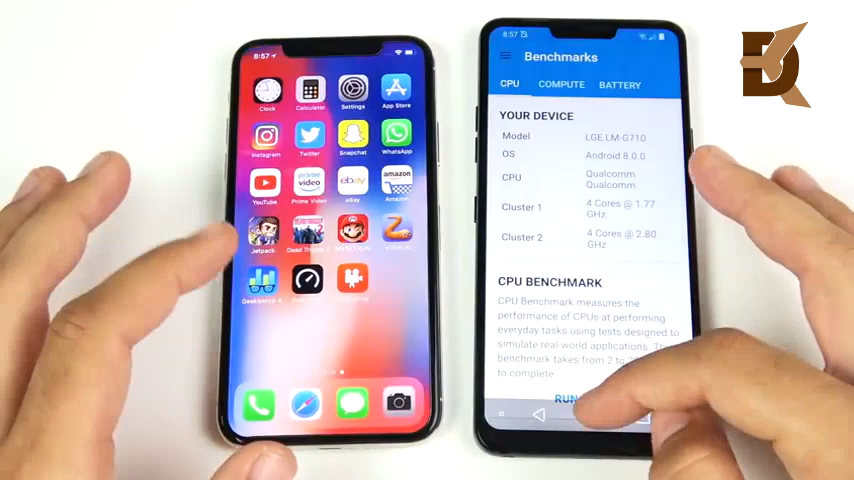 8:57
Clock Calculator Settings App Store
Instagram Twitter Snapchat WhatsApp
prime video
ebay
amazon
YouTube Prime Video eBay Amazon
Jetpack Dead Trigger 2
Geekbench 4
8:57
Benchmarks
CPU COMPUTE BATTERY
YOUR DEVICE
Model LGE LM-G710
OS Android 8.0.0
CPU Qualcomm
Qualcomm
Cluster 1 4 Cores @ 1.77
GHz
Cluster 2 4 Cores @ 2.80
GHz
CPU BENCHMARK
CPU Benchmark measures the
performance of CPUs at performing
everyday tasks using tests designed to
simulate real world applications. The
benchmark takes from 2 to
to complete
RUN
D